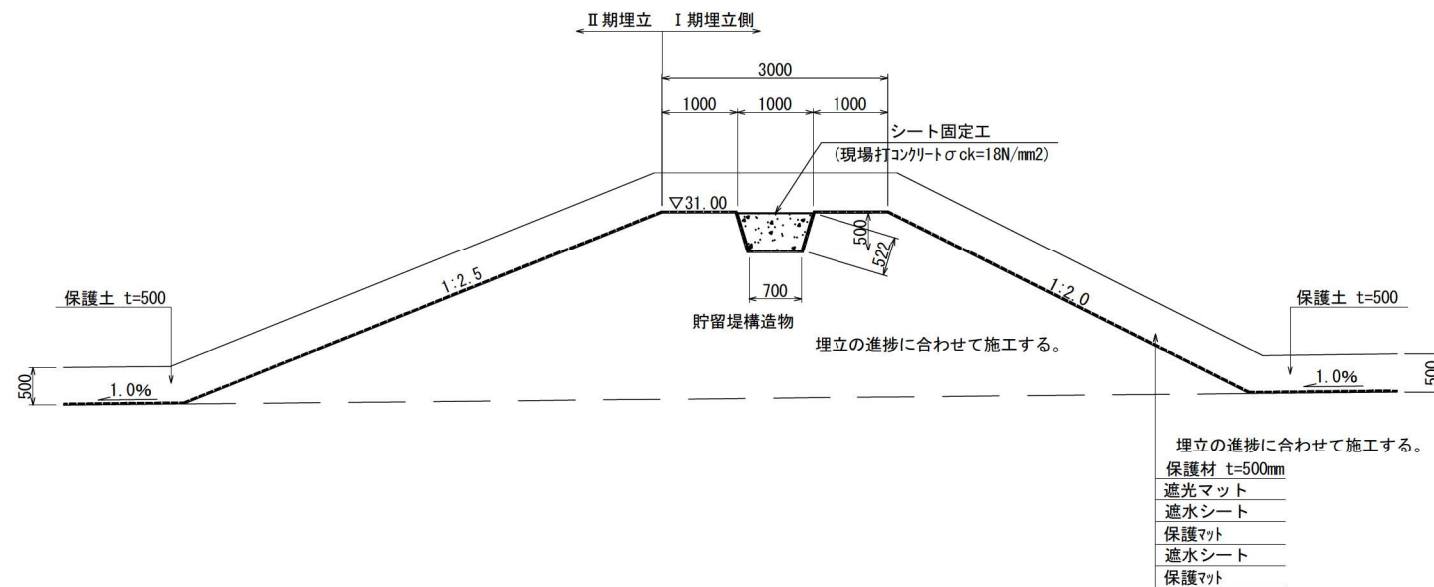 Ⅱ期埋立 Ⅰ期埋立側
3000
1000 1000 1000
シート固定工
(現場打コンクリートσck=18N/mm2)
▽31.00
500
522
700
1:2.5
1:2.0
保護土 t=500
保護土 t=500
貯留堤構造物
埋立の進捗に合わせて施工する。
500
1.0%
1.0%
500
埋立の進捗に合わせて施工する。
保護材 t=500mm
遮光マット
遮水シート
保護マット
遮水シート
保護マット